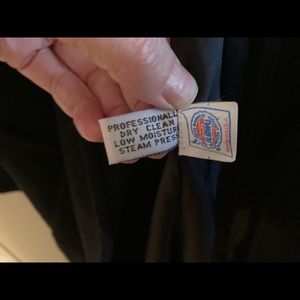 PROFESSIONALL
DRY CLEAN
LOW MOISTUR
STEAM PRESS